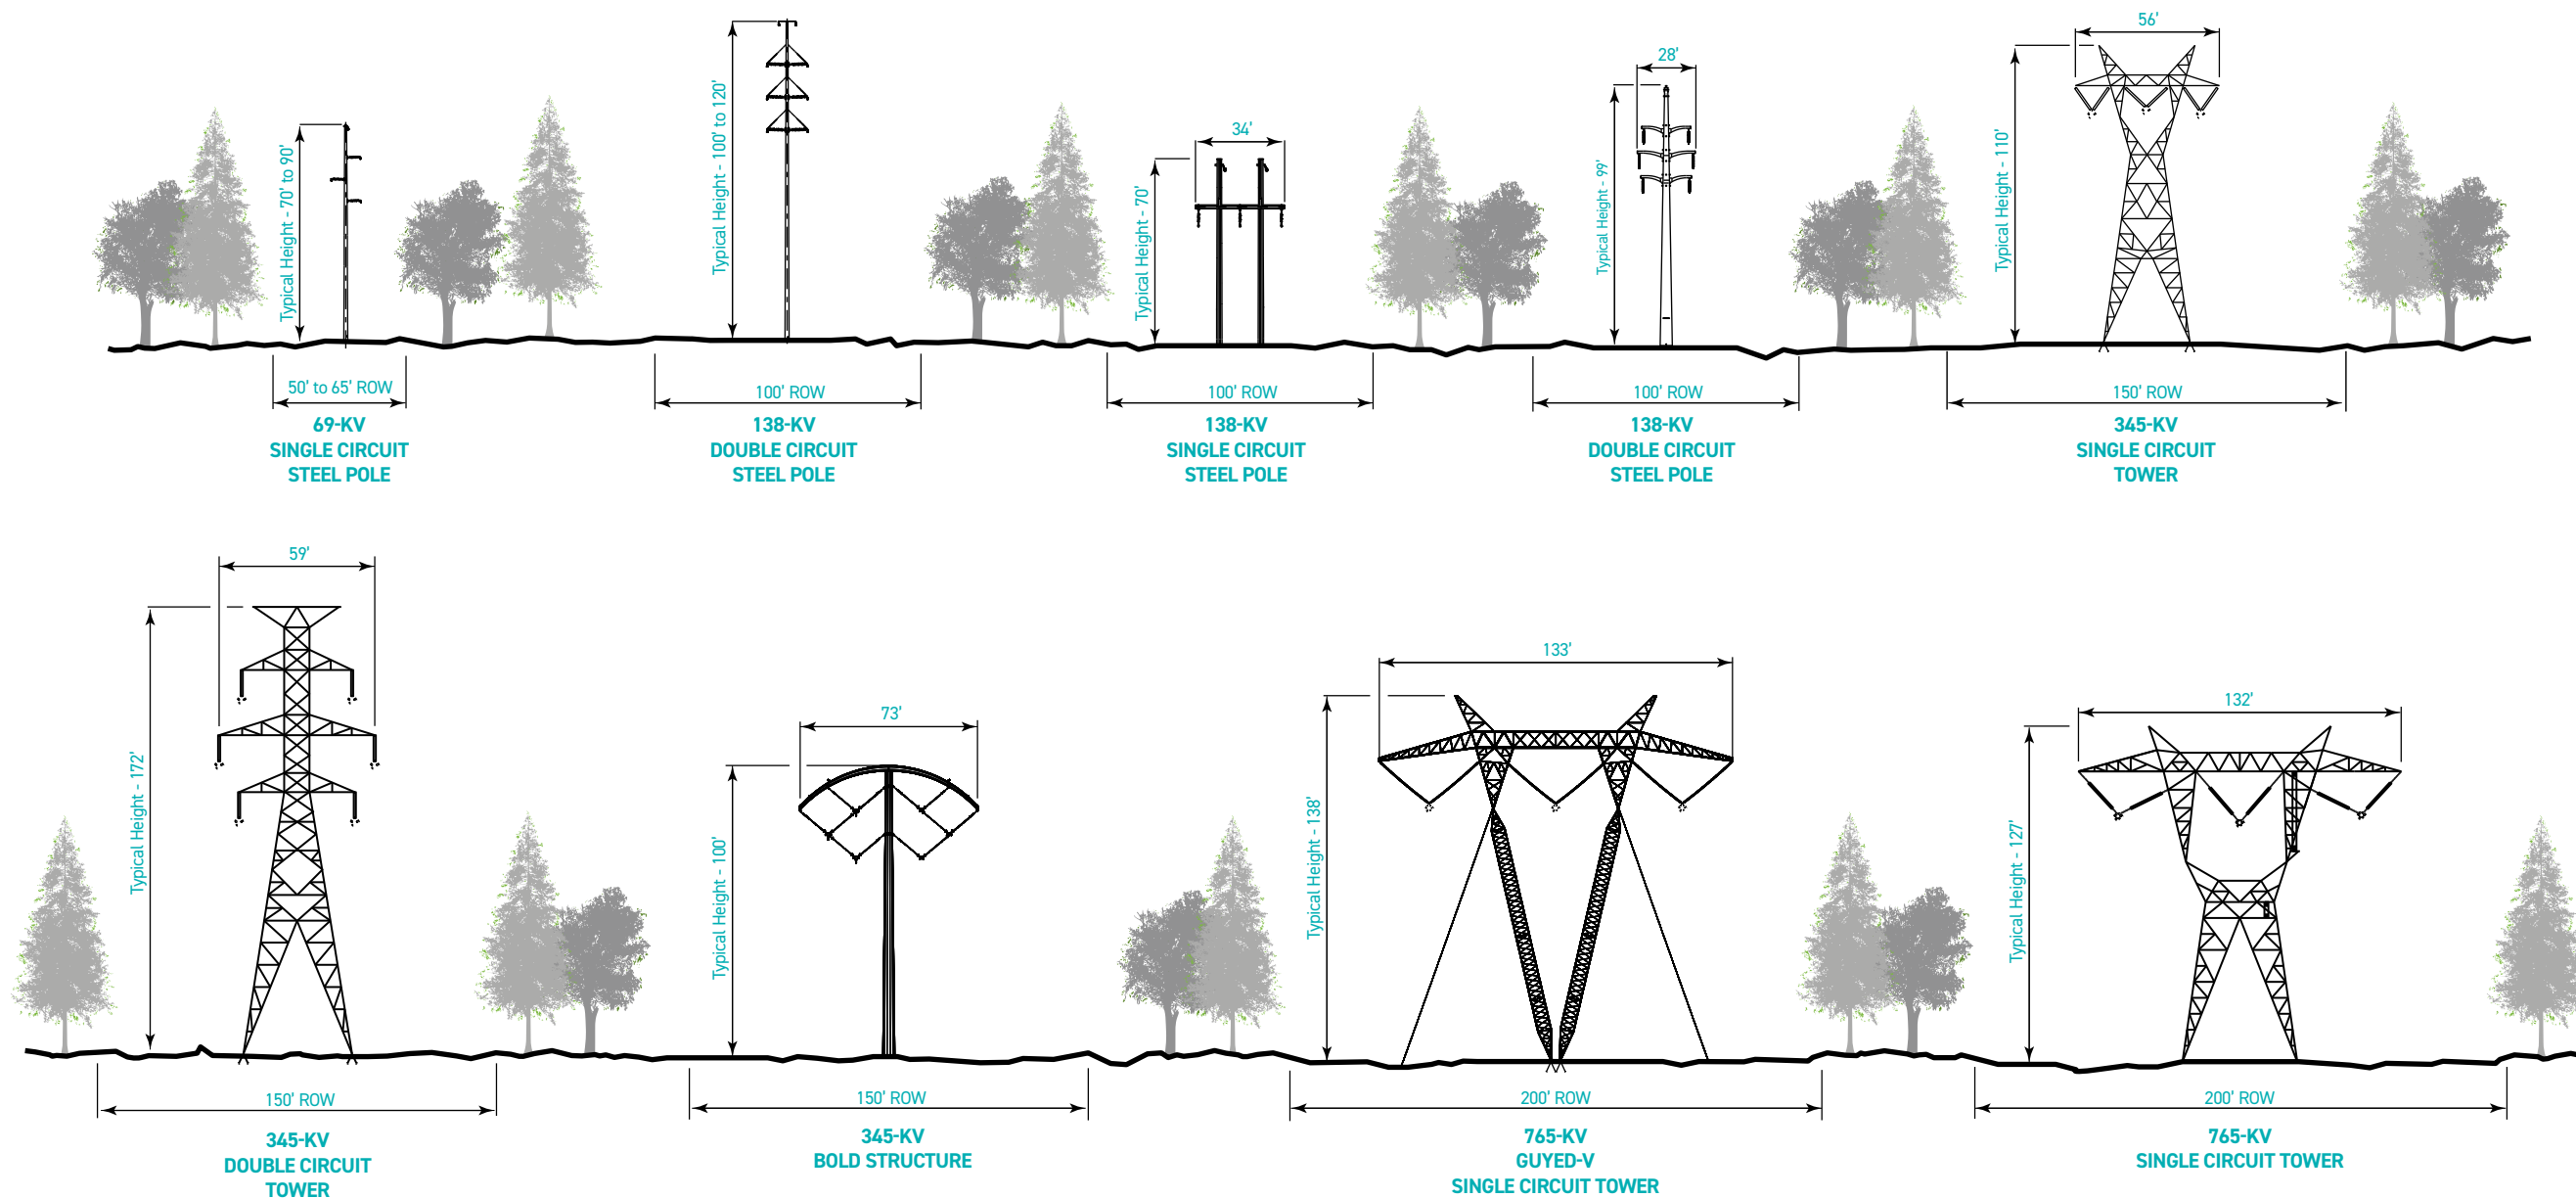 Typical Height - 70' to 90'
50' to 65' ROW
69-KV
SINGLE CIRCUIT
STEEL POLE
Typical Height - 100' to 120'
100' ROW
138-KV
DOUBLE CIRCUIT
STEEL POLE
34'
Typical Height - 70'
100' ROW
138-KV
SINGLE CIRCUIT
STEEL POLE
28'
Typical Height - 99'
100' ROW
138-KV
DOUBLE CIRCUIT
STEEL POLE
56'
Typical Height - 110'
150' ROW
345-KV
SINGLE CIRCUIT
TOWER
59'
Typical Height - 172'
150' ROW
345-KV
DOUBLE CIRCUIT
TOWER
73'
Typical Height - 100'
150' ROW
345-KV
BOLD STRUCTURE
133'
Typical Height - 138'
200' ROW
765-KV
GUYED-V
SINGLE CIRCUIT TOWER
132'
Typical Height - 127'
200' ROW
765-KV
SINGLE CIRCUIT TOWER